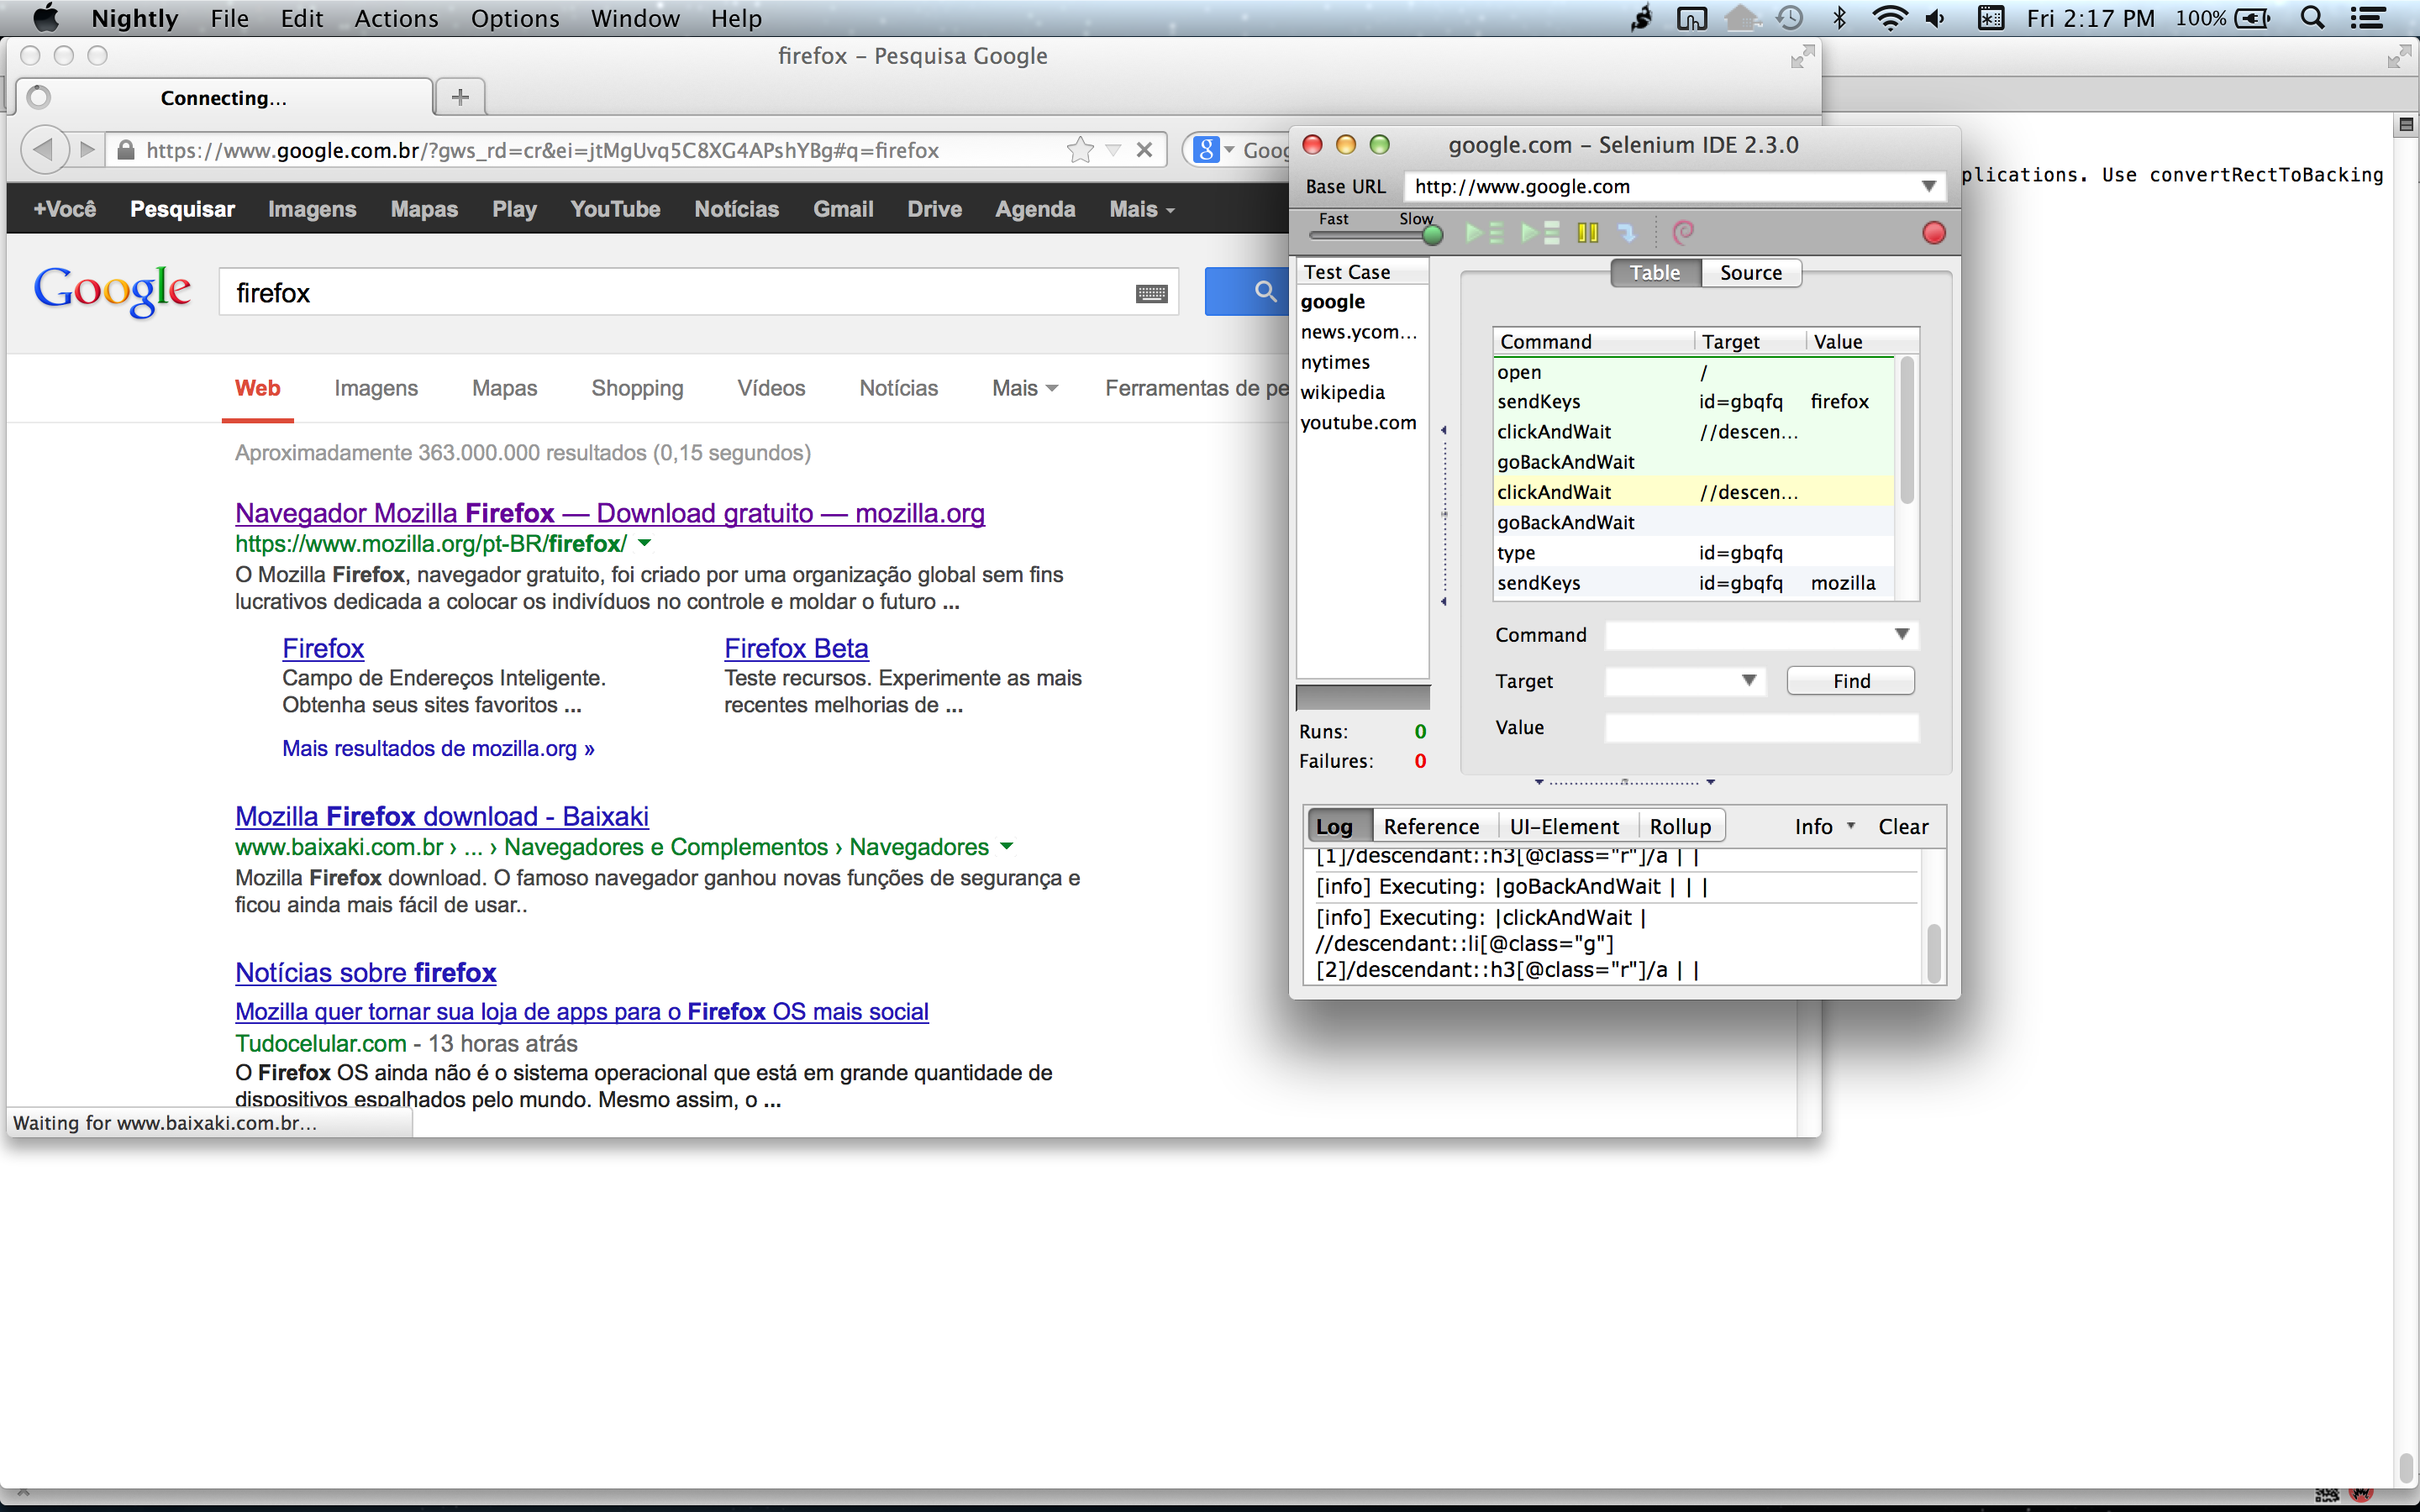 Nightly File Edit Actions Options Window Help
Fri 2:17 PM 100%
firefox – Pesquisa Google
Connecting...
https://www.google.com.br/?gws_rd=cr&ei=jtMgUvq5C8XG4APshYBg#q=firefox
+Você Pesquisar Imagens Mapas Play YouTube Notícias Gmail Drive Agenda Mais
Google
firefox
Web Imagens Mapas Shopping Vídeos Notícias Mais Ferramentas de
Aproximadamente 363.000.000 resultados (0,15 segundos)
Navegador Mozilla Firefox — Download gratuito — mozilla.org
https://www.mozilla.org/pt-BR/firefox/
O Mozilla Firefox, navegador gratuito, foi criado por uma organização global sem fins
lucrativos dedicada a colocar os indivíduos no controle e moldar o futuro ...
Firefox
Campo de Endereços Inteligente.
Obtenha seus sites favoritos ...
Firefox Beta
Teste recursos. Experimente as mais
recentes melhorias de ...
Mais resultados de mozilla.org »
Mozilla Firefox download - Baixaki
www.baixaki.com.br › ... › Navegadores e Complementos › Navegadores
Mozilla Firefox download. O famoso navegador ganhou novas funções de segurança e
ficou ainda mais fácil de usar..
Notícias sobre firefox
Mozilla quer tornar sua loja de apps para o Firefox OS mais social
Tudocelular.com - 13 horas atrás
O Firefox OS ainda não é o sistema operacional que está em grande quantidade de
dispositivos espalhados pelo mundo. Mesmo assim, o ...
Waiting for www.baixaki.com.br...
google.com – Selenium IDE 2.3.0
Base URL http://www.google.com
Fast Slow
Test Case
google
news.ycom...
nytimes
wikipedia
youtube.com
Runs: 0
Failures: 0
Table Source
Command Target Value
open /
sendKeys id=gbqfq firefox
clickAndWait //descen...
goBackAndWait
clickAndWait //descen...
goBackAndWait
type id=gbqfq
sendKeys id=gbqfq mozilla
Command
Target Find
Value
Log Reference UI-Element Rollup Info Clear
[1]/descendant::h3[@class="r"]/a | |
[info] Executing: |goBackAndWait | | |
[info] Executing: |clickAndWait |
//descendant::li[@class="g"]
[2]/descendant::h3[@class="r"]/a | |
plications. Use convertRectToBacking